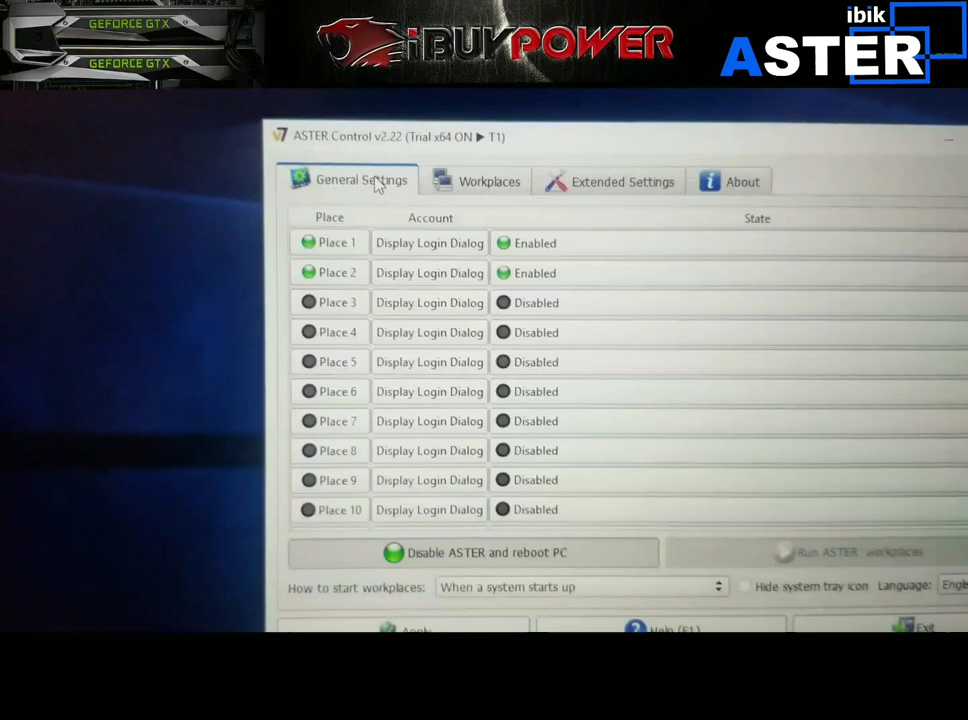 GEFORCE GTX
GEFORCE GTX
iBUYPOWER
ibik
ASTER
V7 ASTER Control v2.22 (Trial x64 ON ▶ T1)
General Settings Workplaces Extended Settings About
Place Account State
Place 1 Display Login Dialog Enabled
Place 2 Display Login Dialog Enabled
Place 3 Display Login Dialog Disabled
Place 4 Display Login Dialog Disabled
Place 5 Display Login Dialog Disabled
Place 6 Display Login Dialog Disabled
Place 7 Display Login Dialog Disabled
Place 8 Display Login Dialog Disabled
Place 9 Display Login Dialog Disabled
Place 10 Display Login Dialog Disabled
Disable ASTER and reboot PC Run ASTER workplaces
How to start workplaces: When a system starts up Hide system tray icon Language: Engl
Apply Help (F1) Exit